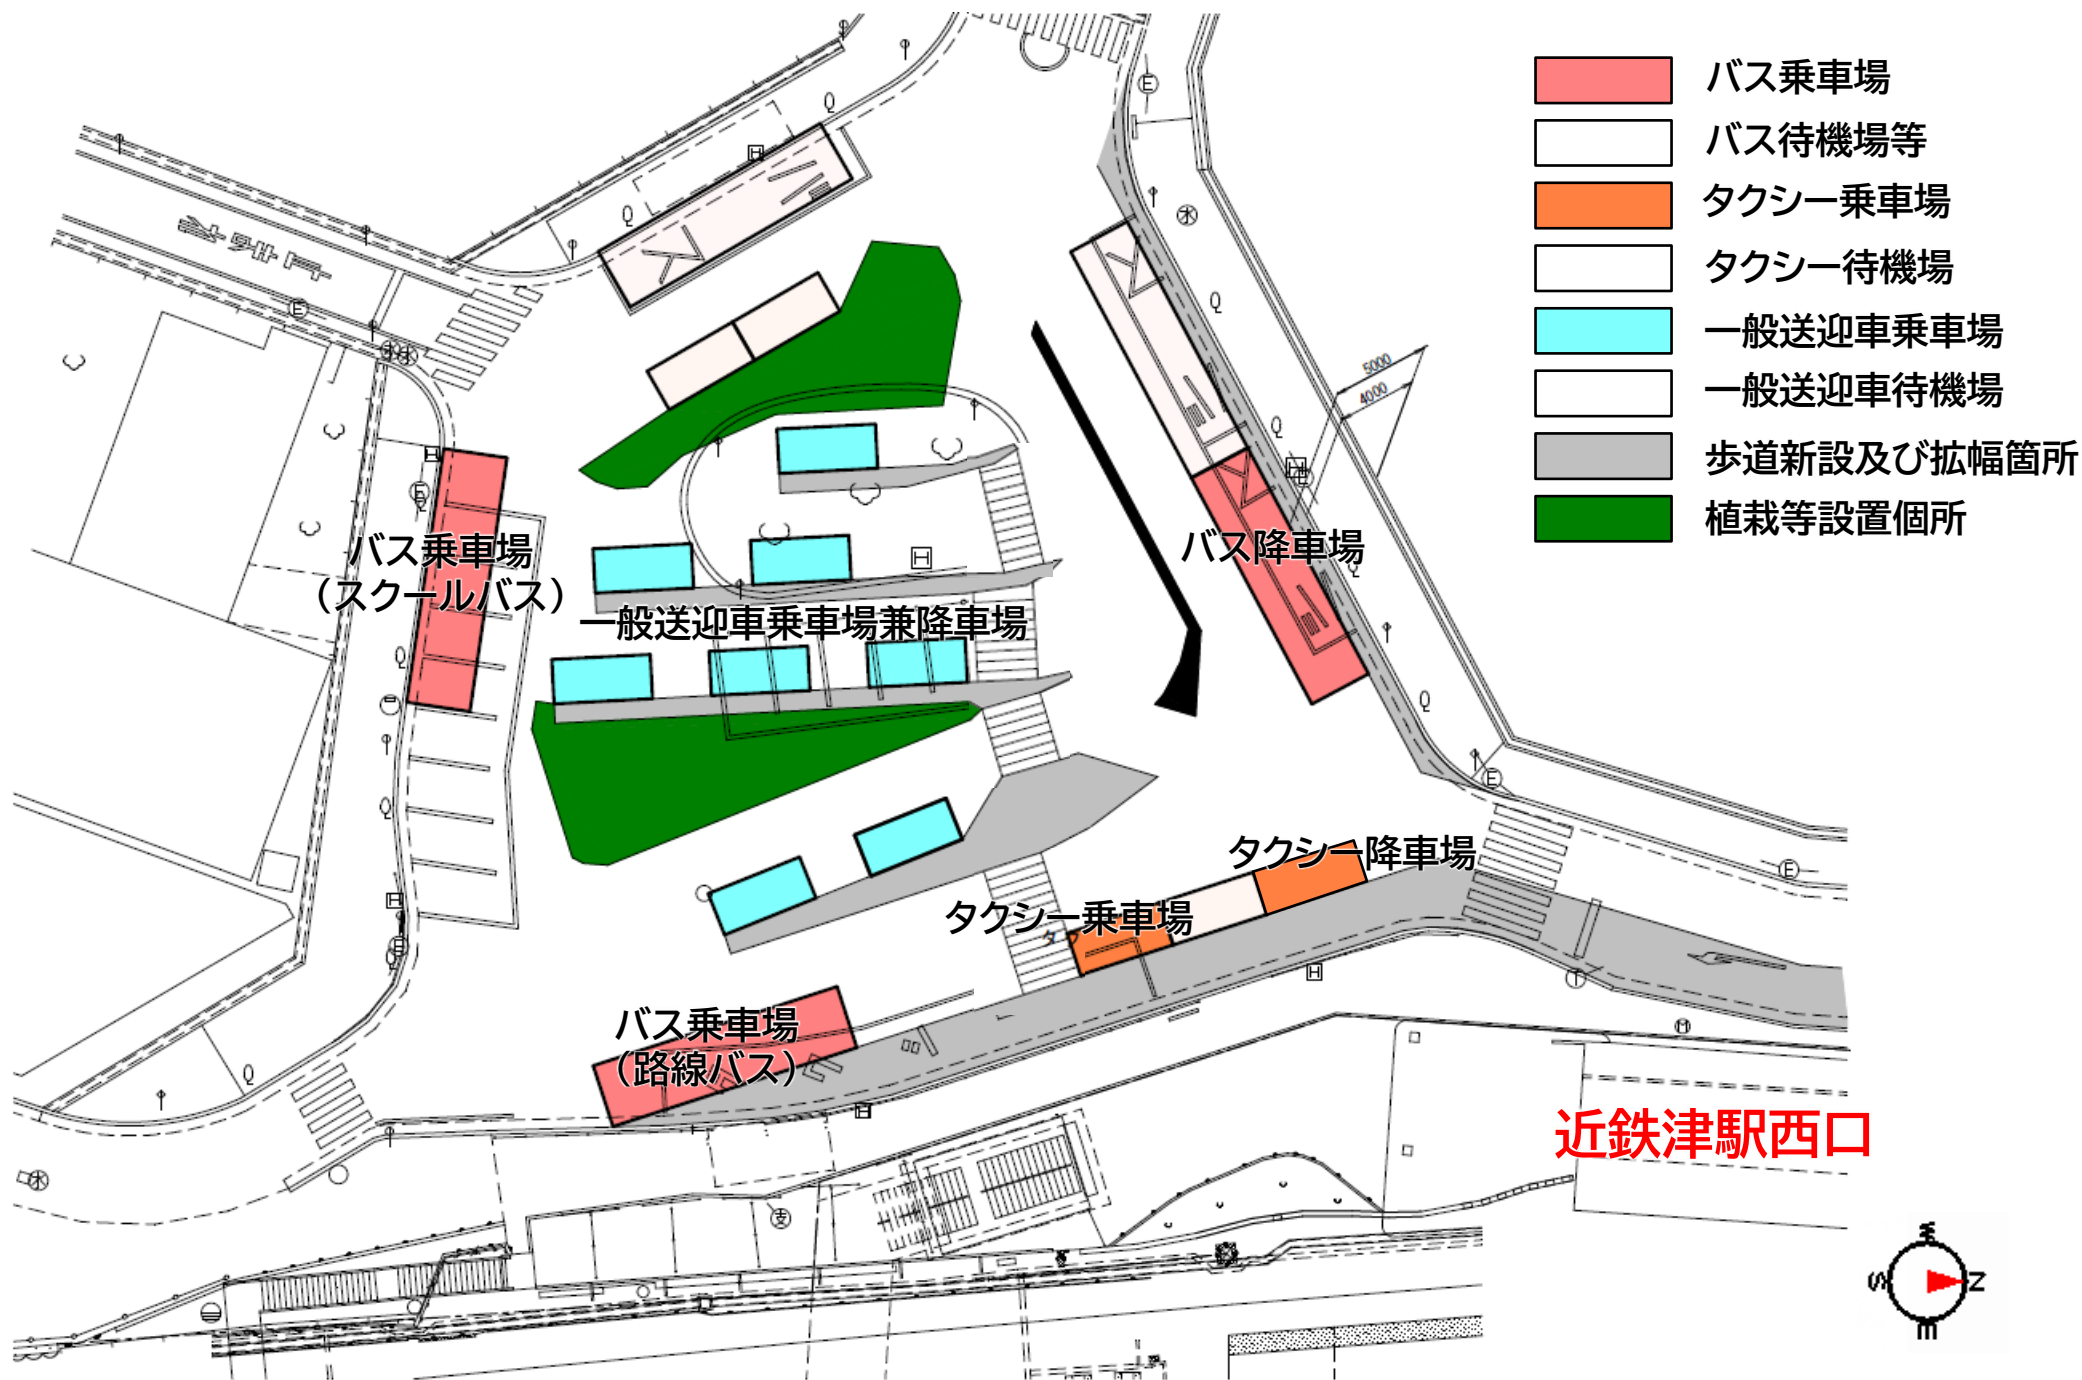 バス乗車場
バス待機場等
タクシー乗車場
タクシー待機場
一般送迎車乗車場
一般送迎車待機場
歩道新設及び拡幅箇所
植栽等設置個所
5000
4000
バス乗車場
（スクールバス）
バス降車場
一般送迎車乗車場兼降車場
タクシー降車場
タクシー乗車場
バス乗車場
（路線バス）
近鉄津駅西口
W
S
N
E